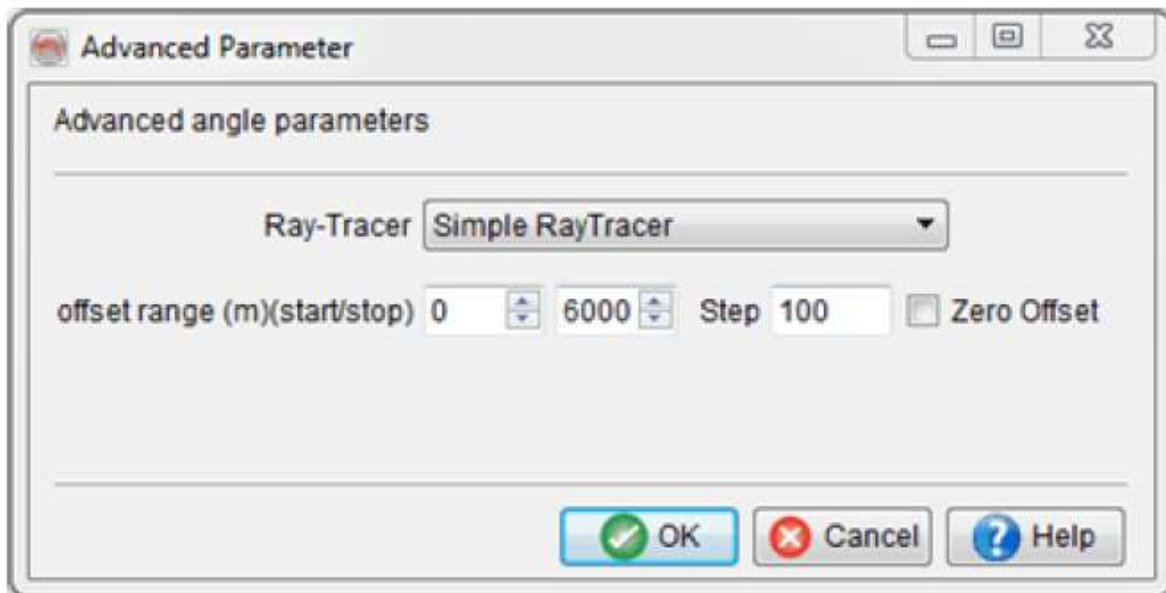 Advanced Parameter
Advanced angle parameters
Ray-Tracer Simple RayTracer
offset range (m)(start/stop) 0 6000 Step 100 Zero Offset
OK Cancel Help